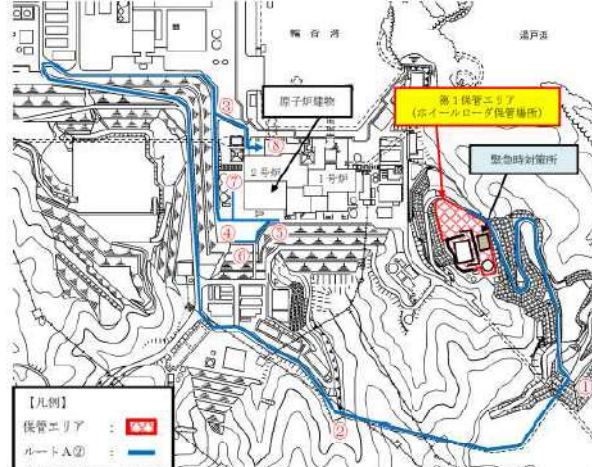 輪谷湾
湯戸浜
原子炉建物
第1保管エリア
(ホイールローダ保管場所)
緊急時対策所
③
⑧
2号炉
1号炉
⑦
④
⑤
⑥
①
②
【凡例】
保管エリア :
ルートA② :